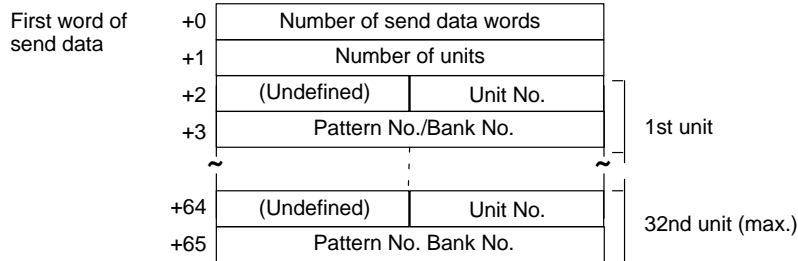 First word of
send data
+0 Number of send data words
+1 Number of units
+2 (Undefined) Unit No.
+3 Pattern No./Bank No.
1st unit
~ ~
+64 (Undefined) Unit No.
+65 Pattern No. Bank No.
32nd unit (max.)